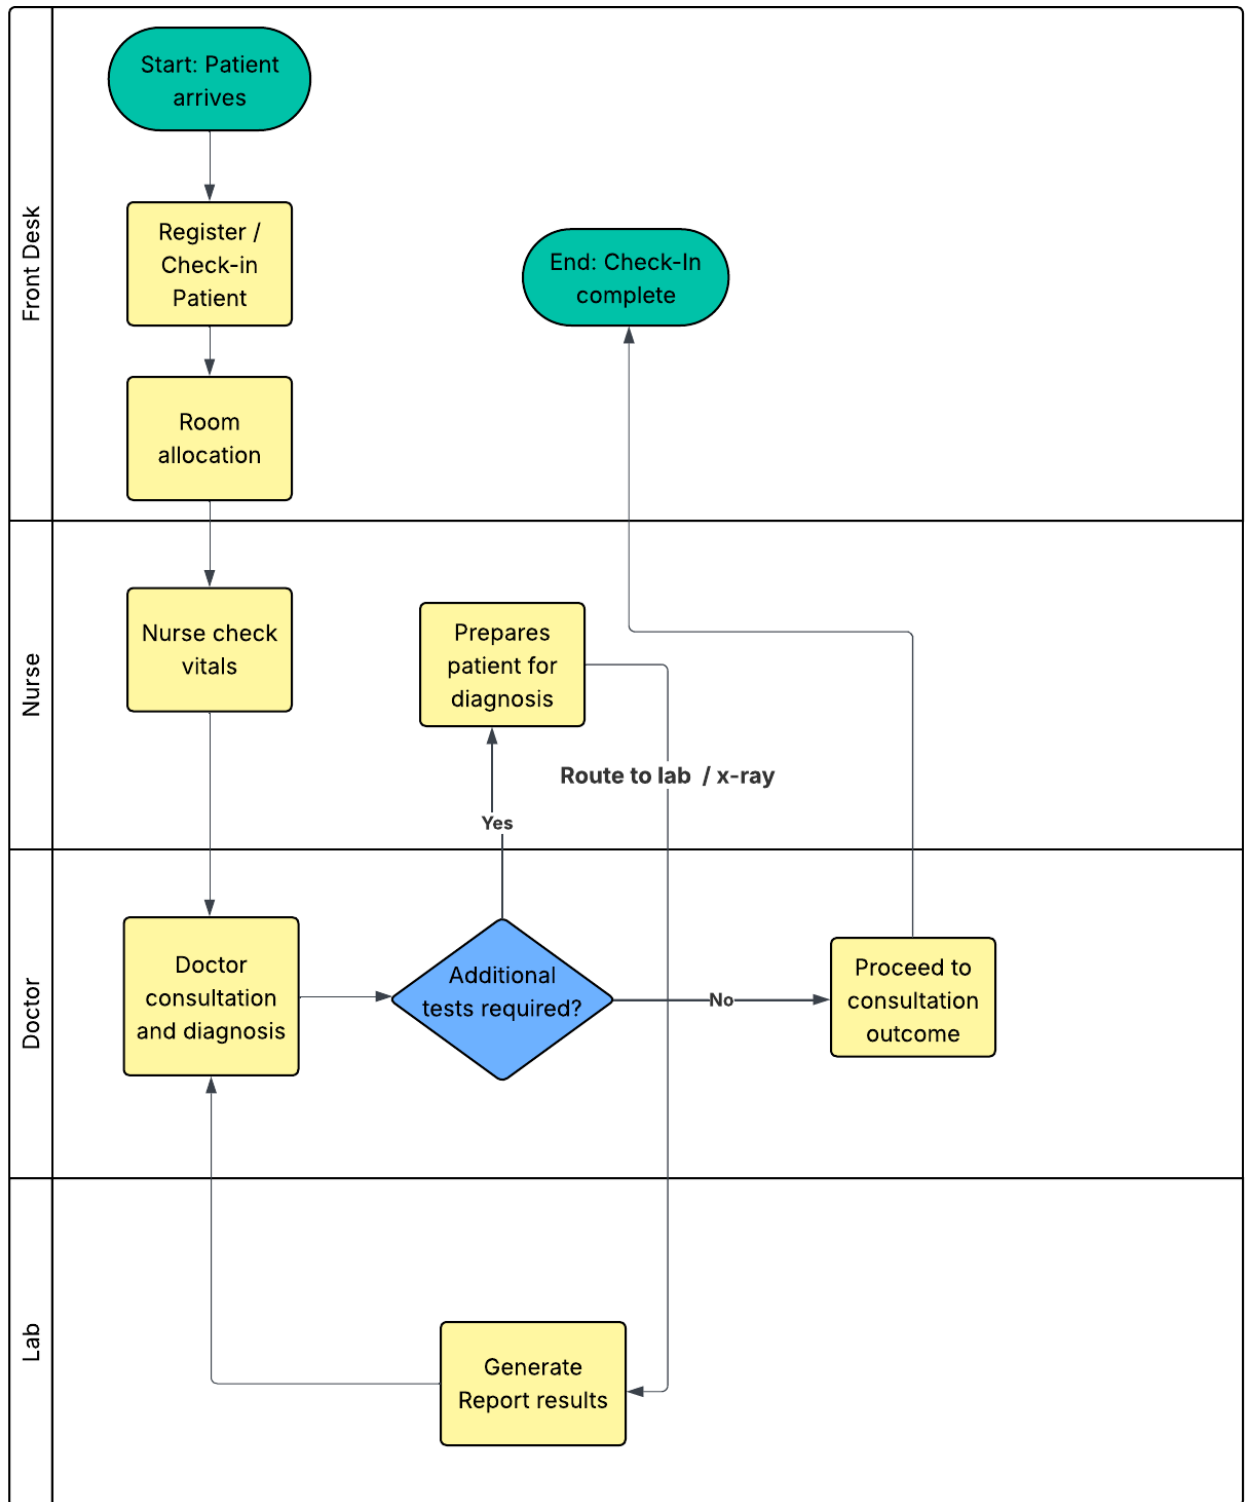 Front Desk
Start: Patient
arrives
Register /
Check-in
Patient
End: Check-In
complete
Room
allocation
Nurse
Nurse check
vitals
Prepares
patient for
diagnosis
Route to lab / x-ray
Yes
Doctor
Doctor
consultation
and diagnosis
Additional
tests required?
No
Proceed to
consultation
outcome
Lab
Generate
Report results